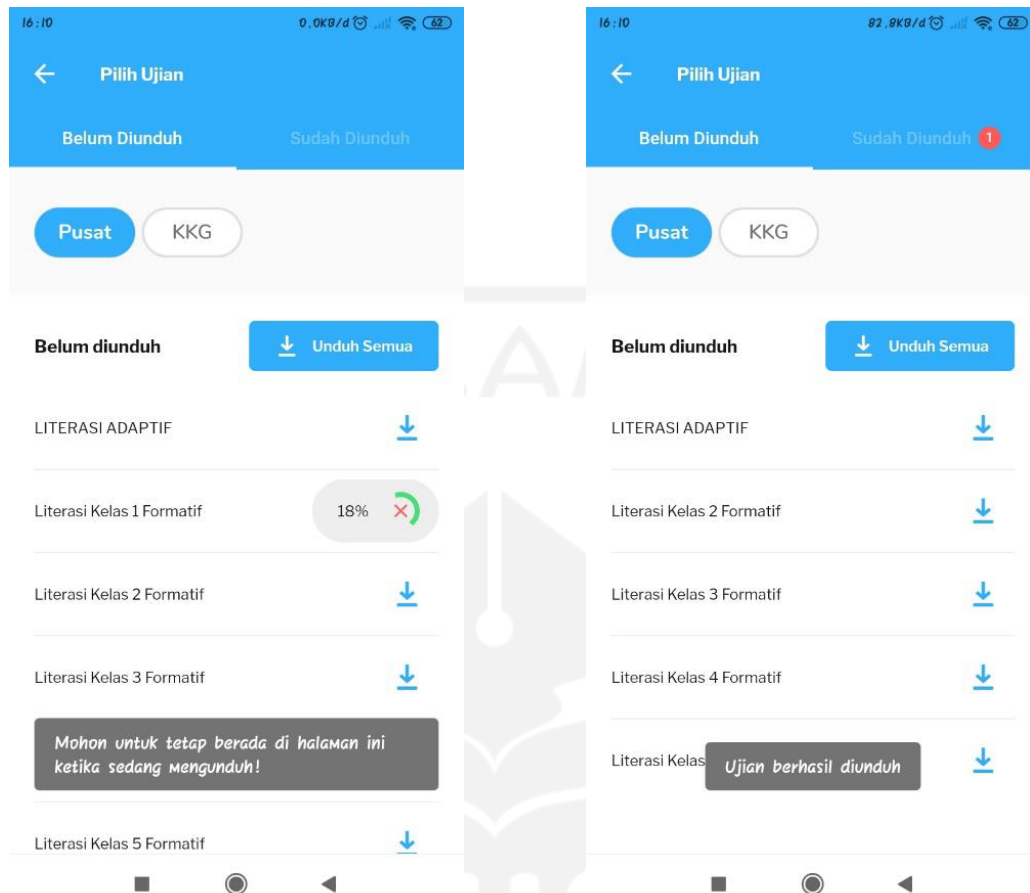 16:10
0,0KB/d
62
Pilih Ujian
Belum Diunduh
Sudah Diunduh
Pusat
KKG
Belum diunduh
Unduh Semua
LITERASI ADAPTIF
Literasi Kelas 1 Formatif
18%
Literasi Kelas 2 Formatif
Literasi Kelas 3 Formatif
Mohon untuk tetap berada di halaman ini
ketika sedang mengunduh!
Literasi Kelas 5 Formatif
16:10
82,8KB/d
62
Pilih Ujian
Belum Diunduh
Sudah Diunduh 1
Pusat
KKG
Belum diunduh
Unduh Semua
LITERASI ADAPTIF
Literasi Kelas 2 Formatif
Literasi Kelas 3 Formatif
Literasi Kelas 4 Formatif
Literasi Kelas
Ujian berhasil diunduh